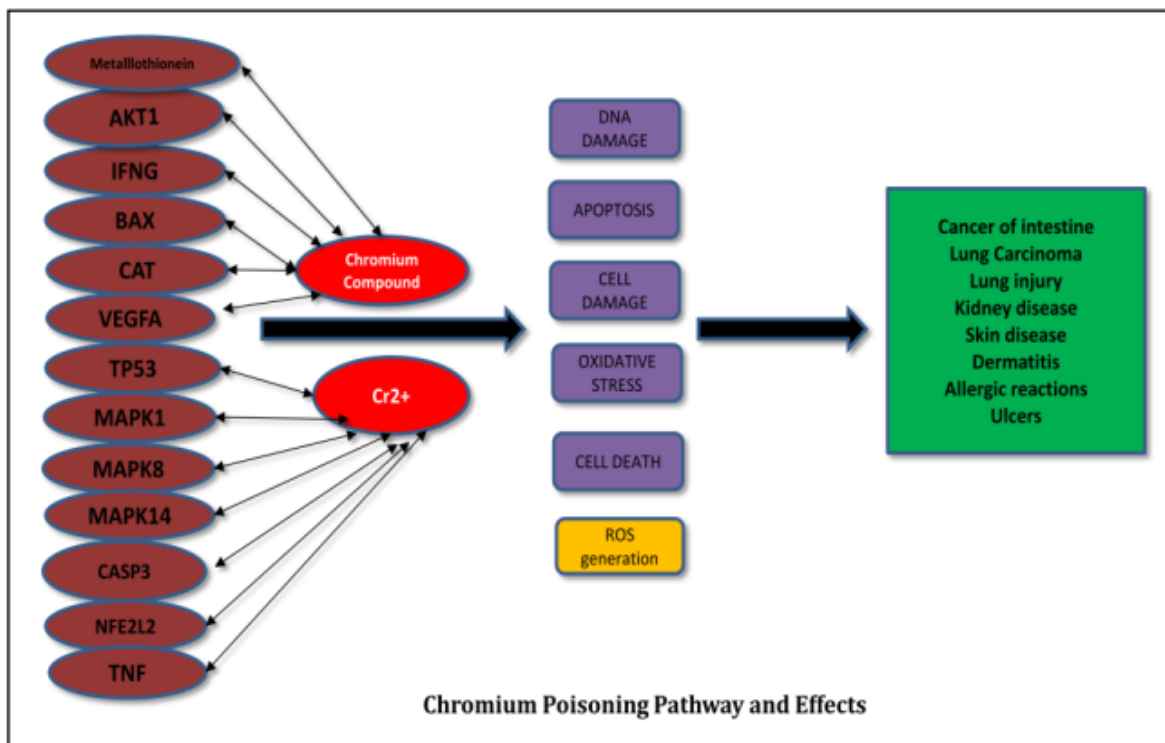 Metalllothionein
AKT1
IFNG
BAX
CAT
VEGFA
TP53
MAPK1
MAPK8
MAPK14
CASP3
NFE2L2
TNF
Chromium
Compound
Cr2+
DNA
DAMAGE
APOPTOSIS
CELL
DAMAGE
OXIDATIVE
STRESS
CELL DEATH
ROS
generation
Cancer of intestine
Lung Carcinoma
Lung injury
Kidney disease
Skin disease
Dermatitis
Allergic reactions
Ulcers
Chromium Poisoning Pathway and Effects